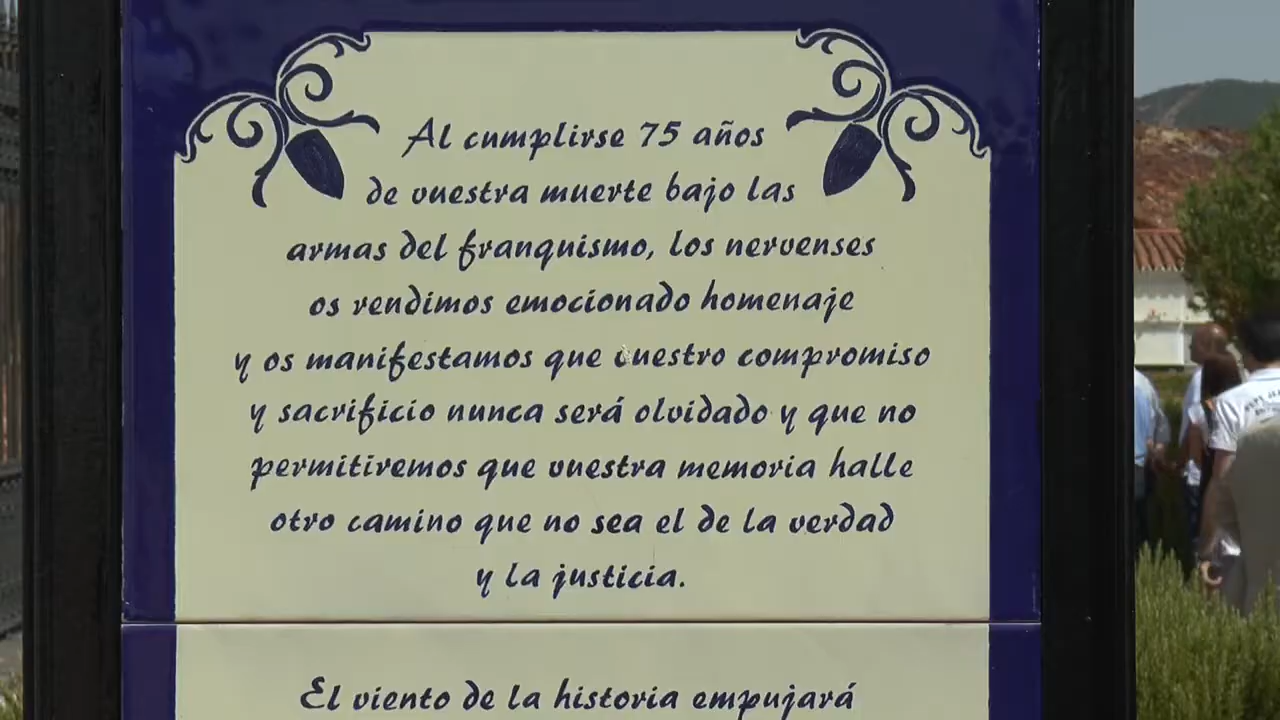 Al cumplirse 75 años
de vuestra muerte bajo las
armas del franquismo, los nervenses
os rendimos emocionado homenaje
y os manifestamos que vuestro compromiso
y sacrificio nunca será olvidado y que no
permitiremos que vuestra memoria halle
otro camino que no sea el de la verdad
y la justicia.
El viento de la historia empujará